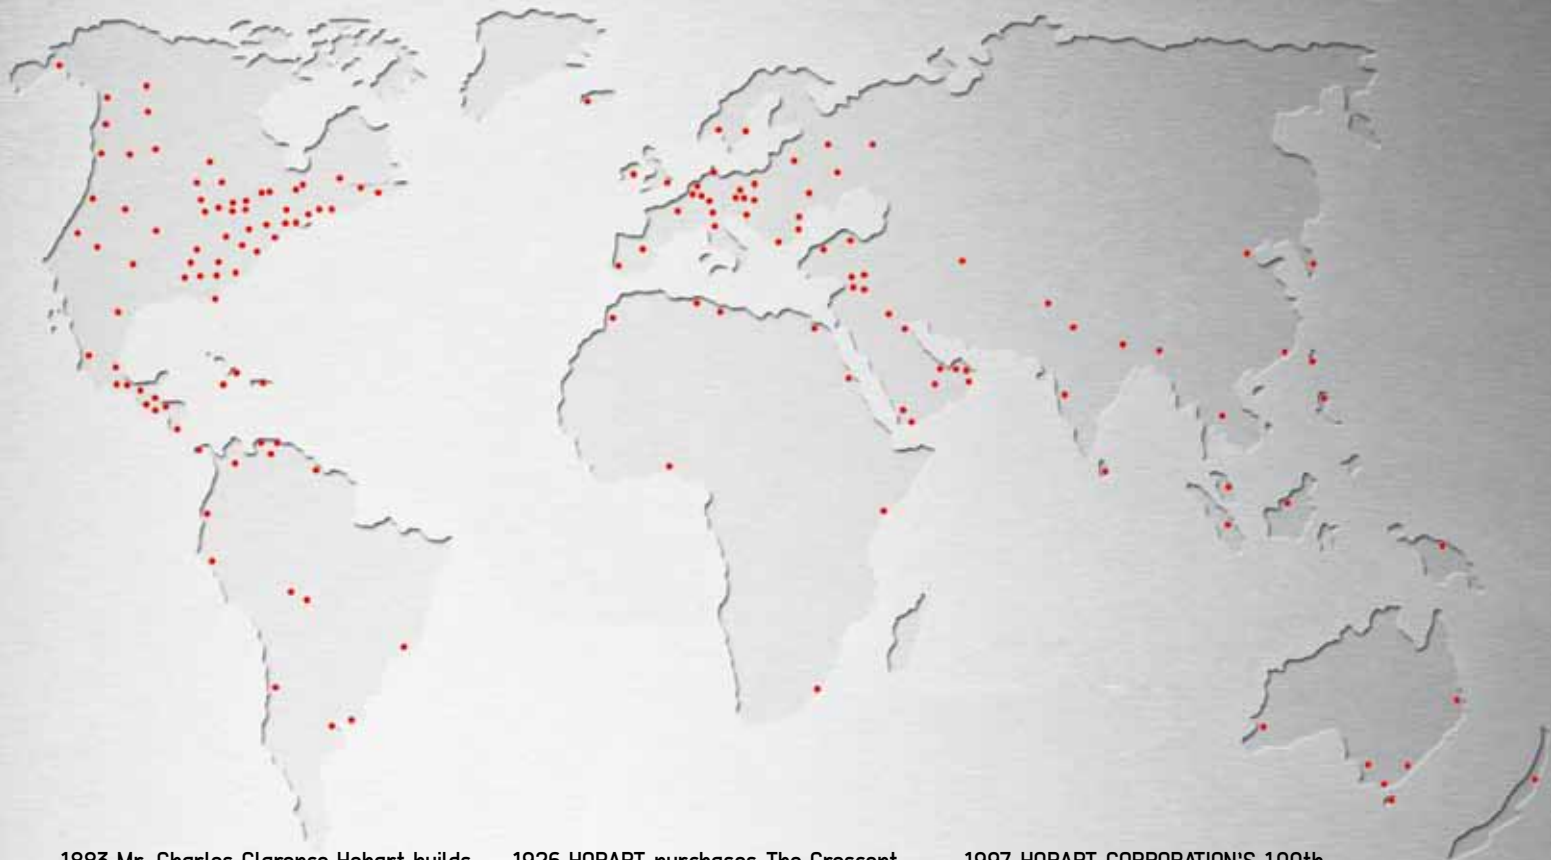 1883 Mr. Charles Clarence Hobart builds
1926 HOBART purchases The Crescent
1997 HOBART CORPORATION'S 100th